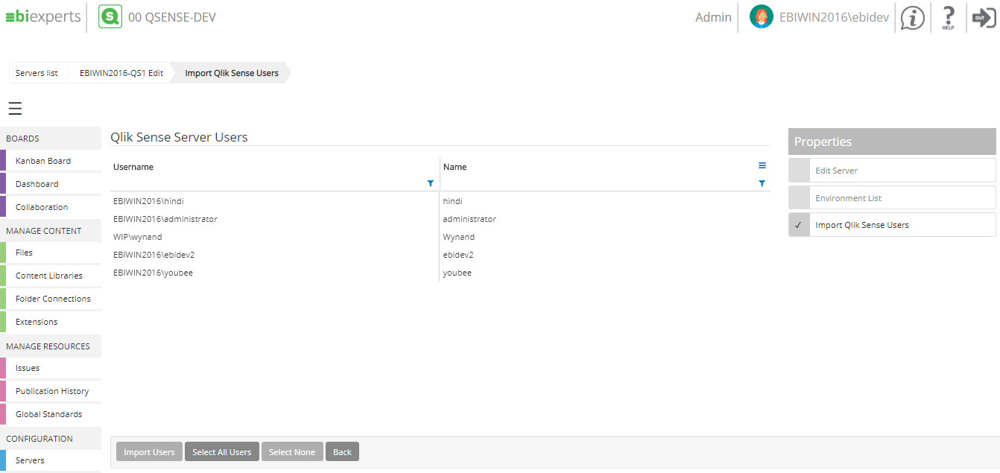 biexperts
S
00 QSENSE-DEV
Admin
EBIWIN2016\ebidev
i
?
HELP
OUT
Servers list
EBIWIN2016-QS1 Edit
Import Qlik Sense Users
BOARDS
Kanban Board
Dashboard
Collaboration
MANAGE CONTENT
Files
Content Libraries
Folder Connections
Extensions
MANAGE RESOURCES
Issues
Publication History
Global Standards
CONFIGURATION
Servers
Qlik Sense Server Users
Username Name
EBIWIN2016\hindi hindi
EBIWIN2016\administrator administrator
WIP\wynand Wynand
EBIWIN2016\ebidev2 ebidev2
EBIWIN2016\youbee youbee
Import Users Select All Users Select None Back
Properties
Edit Server
Environment List
✓ Import Qlik Sense Users